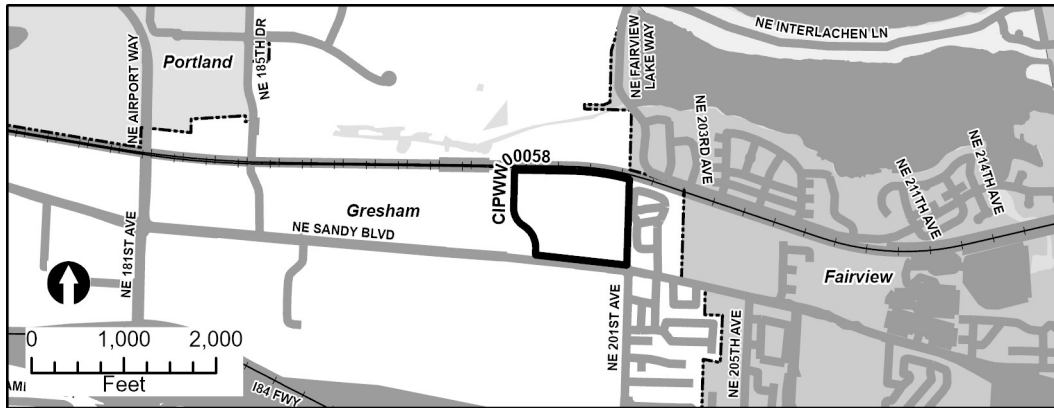 NE INTERLACHEN LN
Portland
NE AIRPORT WAY
NE 185TH DR
NE FAIRVIEW
LAKE WAY
NE 203RD AVE
NE 211TH AVE
NE 214TH AVE
CIPWW00058
Gresham
NE SANDY BLVD
NE 181ST AVE
Fairview
NE 201ST AVE
NE 205TH AVE
0 1,000 2,000
Feet
I84 FWY